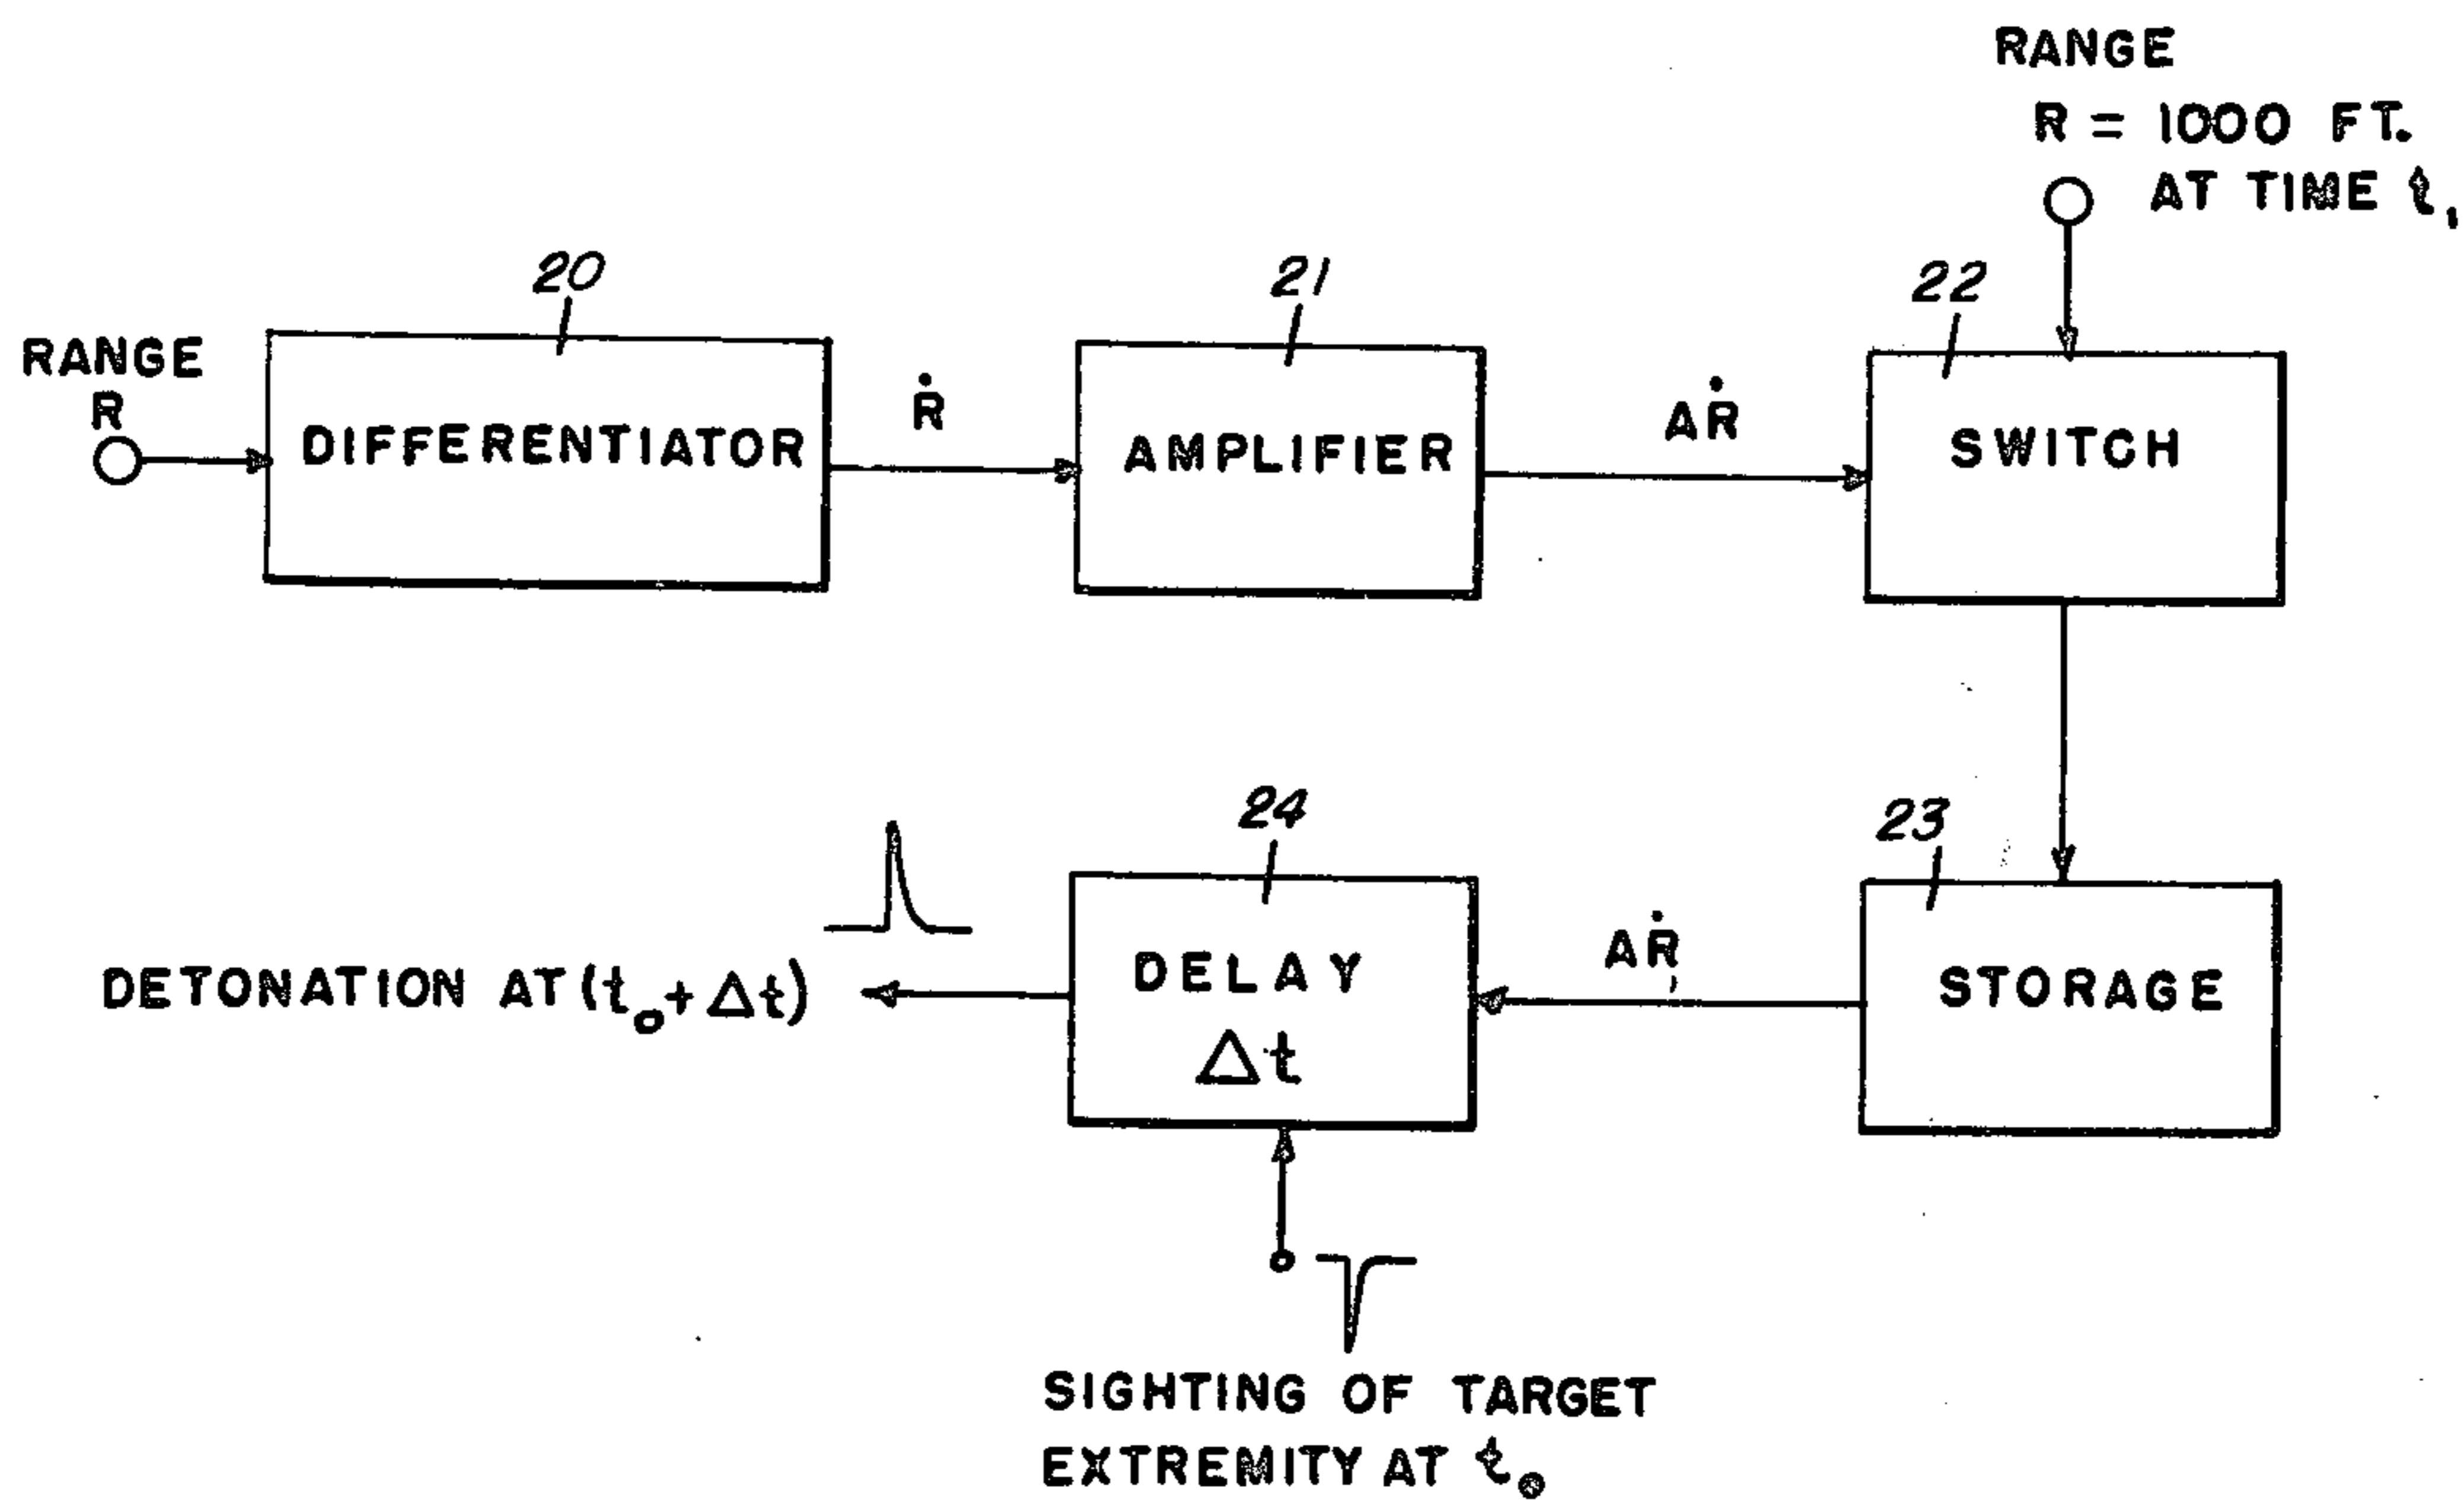 RANGE
R = 1000 FT.
AT TIME t₁
20
21
22
RANGE
R
DIFFERENTIATOR
Ṙ
AMPLIFIER
AṘ
SWITCH
24
23
DETONATION AT (t₀ + Δt)
DELAY
Δt
AṘ₁
STORAGE
SIGHTING OF TARGET
EXTREMITY AT t₀